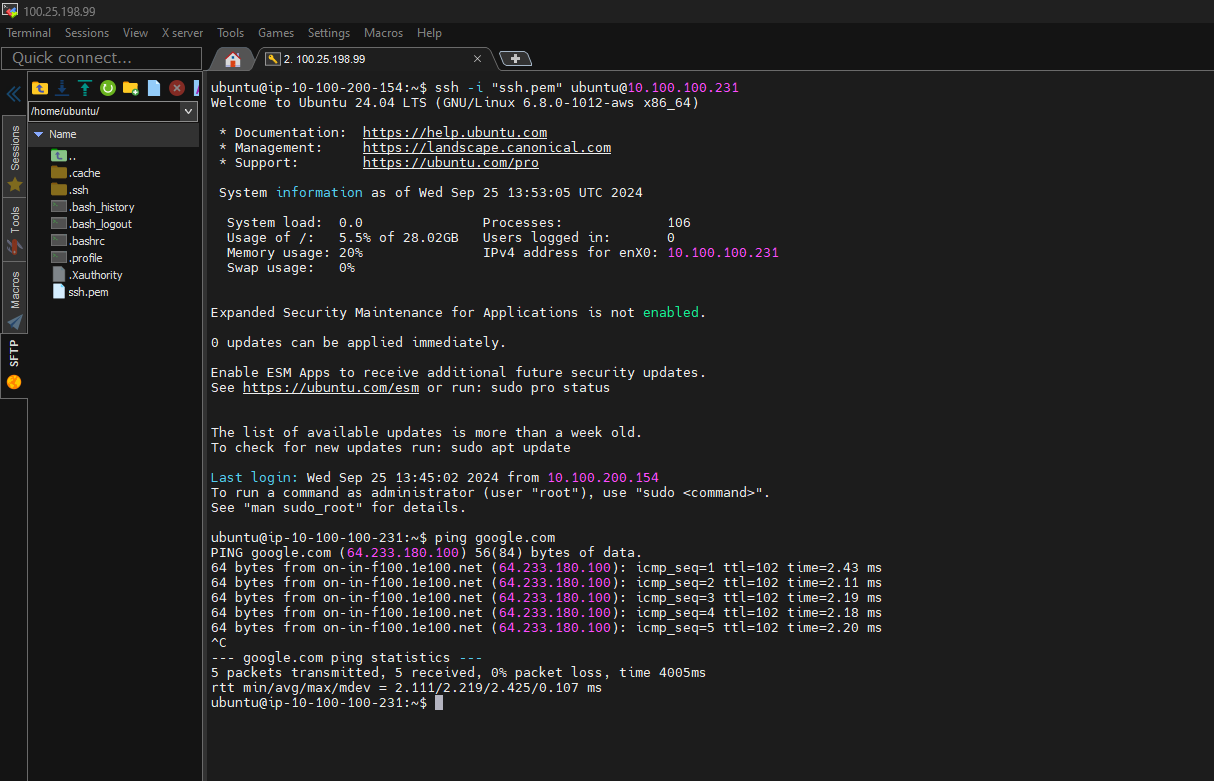 100.25.198.99
Terminal Sessions View X server Tools Games Settings Macros Help
Quick connect...
2. 100.25.198.99
/home/ubuntu/
Name
..
.cache
.ssh
.bash_history
.bash_logout
.bashrc
.profile
.Xauthority
ssh.pem
Sessions
Tools
Macros
SFTP
ubuntu@ip-10-100-200-154:~$ ssh -i "ssh.pem" ubuntu@10.100.100.231
Welcome to Ubuntu 24.04 LTS (GNU/Linux 6.8.0-1012-aws x86_64)
* Documentation: https://help.ubuntu.com
* Management: https://landscape.canonical.com
* Support: https://ubuntu.com/pro
System information as of Wed Sep 25 13:53:05 UTC 2024
System load: 0.0 Processes: 106
Usage of /: 5.5% of 28.02GB Users logged in: 0
Memory usage: 20% IPv4 address for enX0: 10.100.100.231
Swap usage: 0%
Expanded Security Maintenance for Applications is not enabled.
0 updates can be applied immediately.
Enable ESM Apps to receive additional future security updates.
See https://ubuntu.com/esm or run: sudo pro status
The list of available updates is more than a week old.
To check for new updates run: sudo apt update
Last login: Wed Sep 25 13:45:02 2024 from 10.100.200.154
To run a command as administrator (user "root"), use "sudo <command>".
See "man sudo_root" for details.
ubuntu@ip-10-100-100-231:~$ ping google.com
PING google.com (64.233.180.100) 56(84) bytes of data.
64 bytes from on-in-f100.1e100.net (64.233.180.100): icmp_seq=1 ttl=102 time=2.43 ms
64 bytes from on-in-f100.1e100.net (64.233.180.100): icmp_seq=2 ttl=102 time=2.11 ms
64 bytes from on-in-f100.1e100.net (64.233.180.100): icmp_seq=3 ttl=102 time=2.19 ms
64 bytes from on-in-f100.1e100.net (64.233.180.100): icmp_seq=4 ttl=102 time=2.18 ms
64 bytes from on-in-f100.1e100.net (64.233.180.100): icmp_seq=5 ttl=102 time=2.20 ms
^C
--- google.com ping statistics ---
5 packets transmitted, 5 received, 0% packet loss, time 4005ms
rtt min/avg/max/mdev = 2.111/2.219/2.425/0.107 ms
ubuntu@ip-10-100-100-231:~$